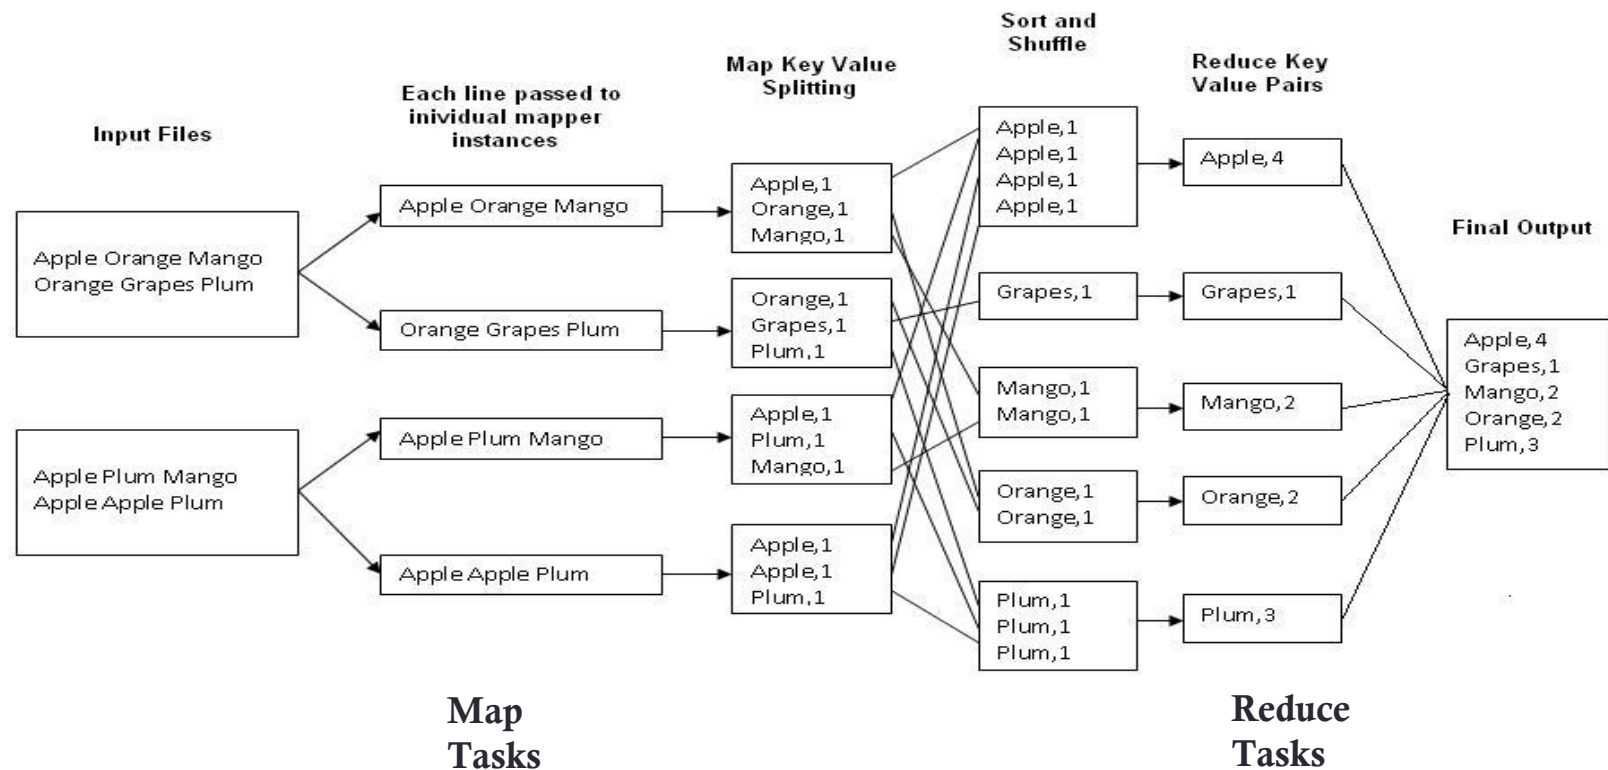 Input Files
Apple Orange Mango
Orange Grapes Plum
Apple Plum Mango
Apple Apple Plum
Each line passed to
inividual mapper
instances
Apple Orange Mango
Orange Grapes Plum
Apple Plum Mango
Apple Apple Plum
Map Key Value
Splitting
Apple,1
Orange,1
Mango,1
Orange,1
Grapes,1
Plum,1
Apple,1
Plum,1
Mango,1
Apple,1
Apple,1
Plum,1
Sort and
Shuffle
Apple,1
Apple,1
Apple,1
Apple,1
Grapes,1
Mango,1
Mango,1
Orange,1
Orange,1
Plum,1
Plum,1
Plum,1
Reduce Key
Value Pairs
Apple,4
Grapes,1
Mango,2
Orange,2
Plum,3
Final Output
Apple,4
Grapes,1
Mango,2
Orange,2
Plum,3
Map
Tasks
Reduce
Tasks